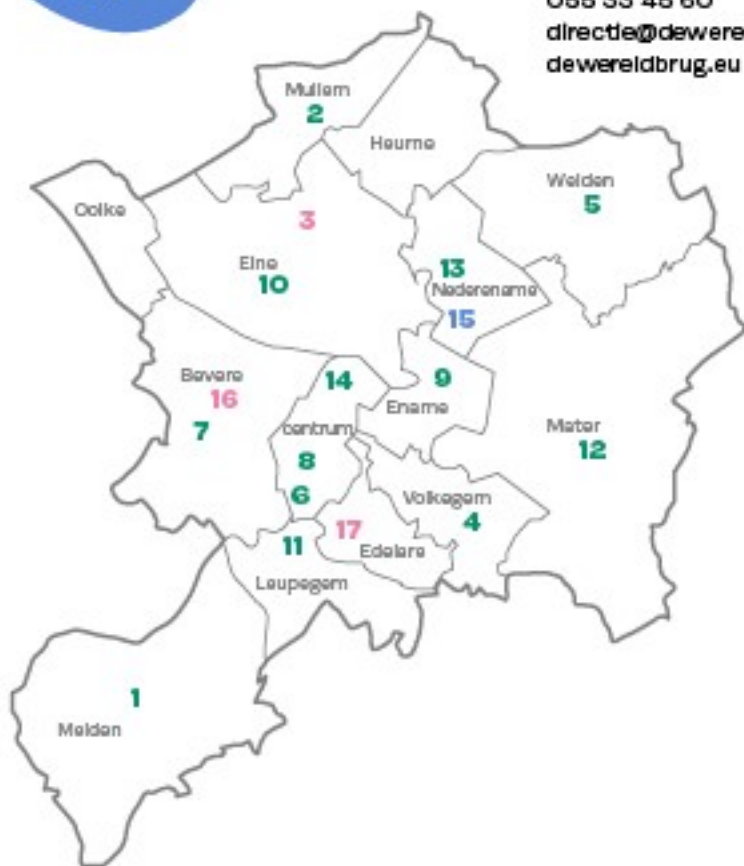 directie@dewere
dewereldbrug.eu
Mullem
2
Heurne
Welden
5
Ooike
3
Eine
10
13
Nederename
15
Bevere
16
7
14
9
Ename
centrum
8
6
Mater
12
Volkegem
4
17
Edelare
11
Leupegem
1
Melden